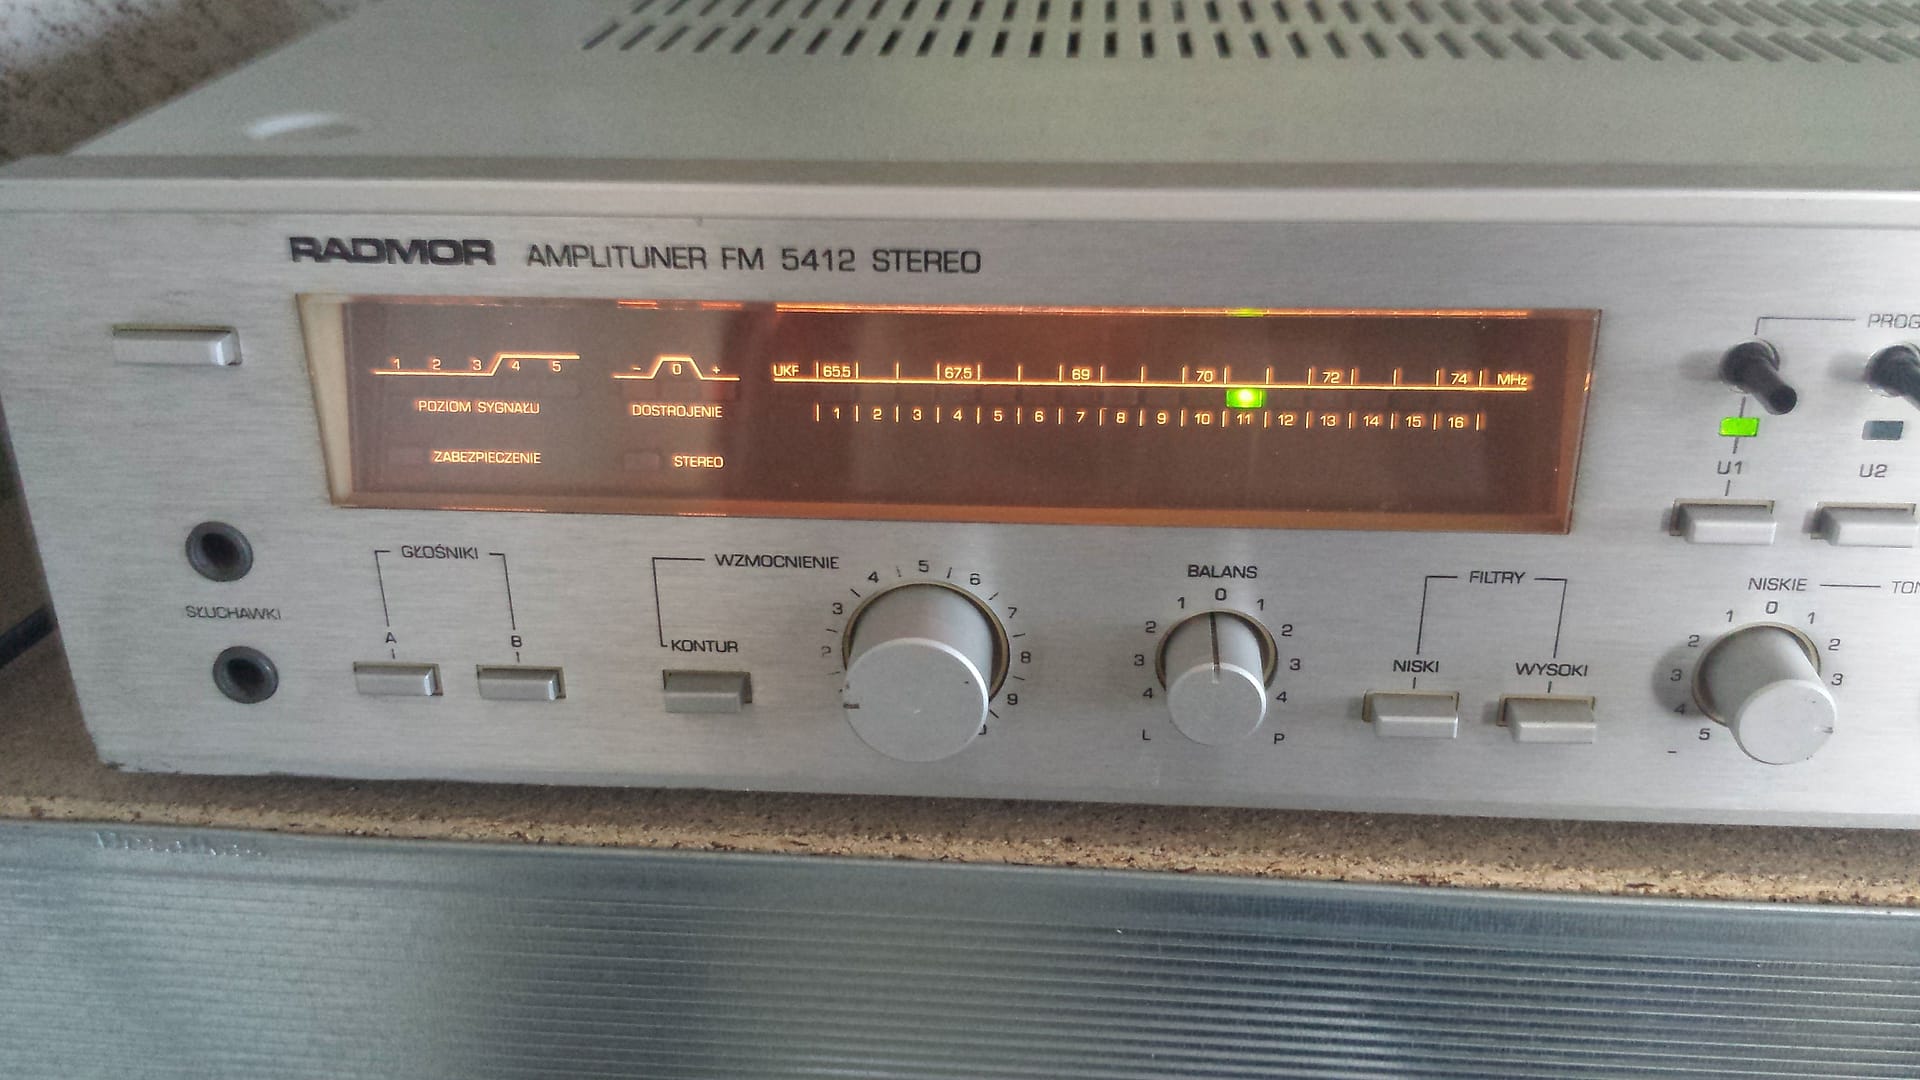 RADMOR AMPLITUNER FM 5412 STEREO
1 2 3 4 5
- 0 +
UKF 65.5 67.5 69 70 72 74 MHz
POZIOM SYGNAŁU
DOSTROJENIE
1 2 3 4 5 6 7 8 9 10 11 12 13 14 15 16
ZABEZPIECZENIE
STEREO
PROG
U1
U2
SŁUCHAWKI
GŁOŚNIKI
A
B
WZMOCNIENIE
KONTUR
2 3 4 5 6 7 8 9
BALANS
4 3 2 1 0 1 2 3 4
L P
FILTRY
NISKI
WYSOKI
NISKIE
TON
5 4 3 2 1 0 1 2 3
-